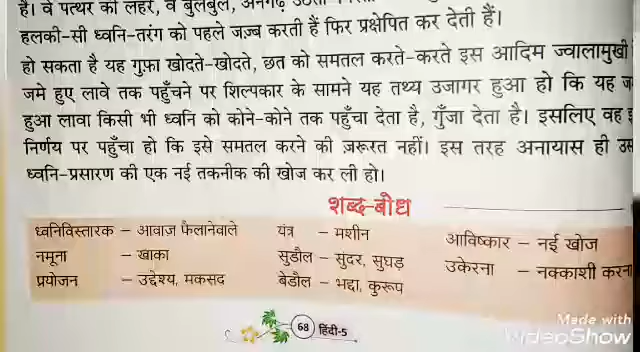 है। वे पत्थर की लहरें, वे बुलबुले, अनगढ़
हलकी-सी ध्वनि-तरंग को पहले जज़्ब करती हैं फिर प्रक्षेपित कर देती हैं।
हो सकता है यह गुफ़ा खोदते-खोदते, छत को समतल करते-करते इस आदिम ज्वालामुखी
जमे हुए लावे तक पहुँचने पर शिल्पकार के सामने यह तथ्य उजागर हुआ हो कि यह ज
हुआ लावा किसी भी ध्वनि को कोने-कोने तक पहुँचा देता है, गुँजा देता है। इसलिए वह इ
निर्णय पर पहुँचा हो कि इसे समतल करने की ज़रूरत नहीं। इस तरह अनायास ही उस
ध्वनि-प्रसारण की एक नई तकनीक की खोज कर ली हो।
शब्द-बोध
ध्वनिविस्तारक – आवाज फैलानेवाले
नमूना – खाका
प्रयोजन – उद्देश्य, मकसद
यंत्र – मशीन
सुडौल – सुंदर, सुघड़
बेडौल – भद्दा, कुरूप
आविष्कार – नई खोज
उकेरना – नक्काशी करना
68 हिंदी-5
Made with
VideoShow